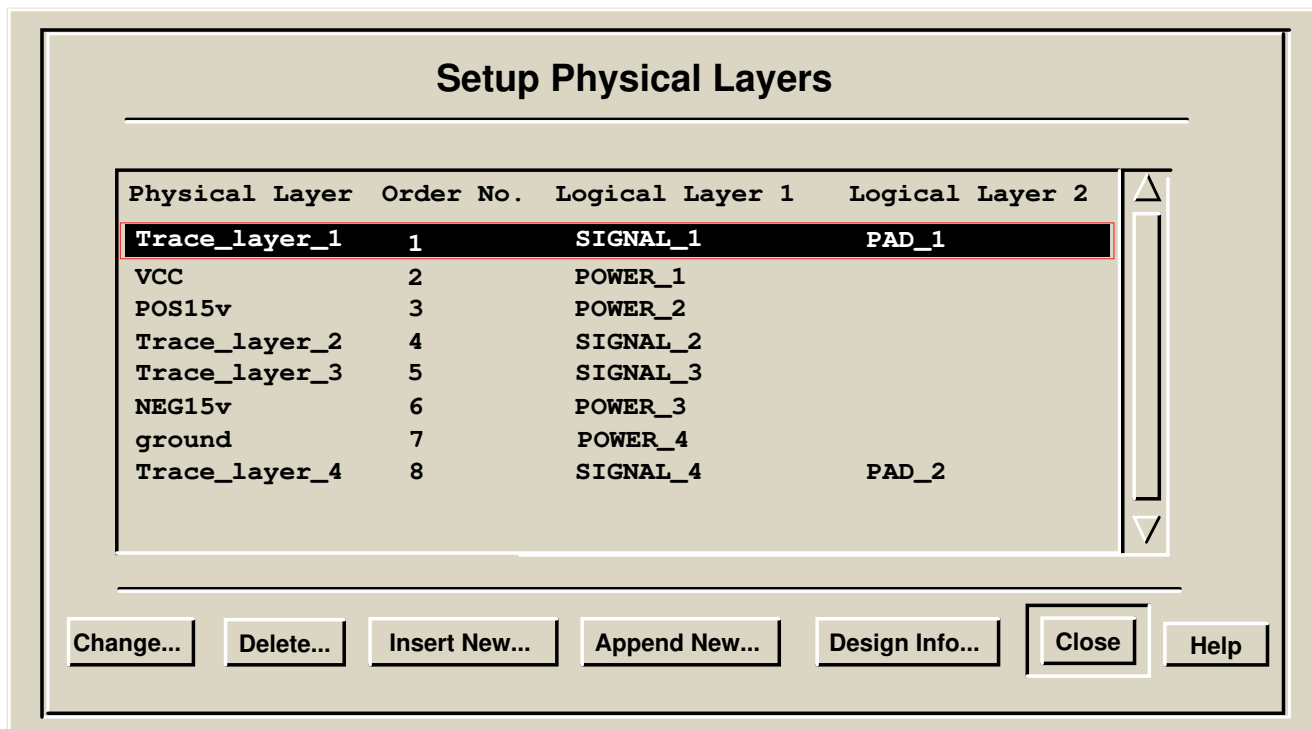 Setup Physical Layers
Physical Layer Order No. Logical Layer 1 Logical Layer 2
Trace_layer_1 1 SIGNAL_1 PAD_1
VCC 2 POWER_1
POS15v 3 POWER_2
Trace_layer_2 4 SIGNAL_2
Trace_layer_3 5 SIGNAL_3
NEG15v 6 POWER_3
ground 7 POWER_4
Trace_layer_4 8 SIGNAL_4 PAD_2
Change... Delete... Insert New... Append New... Design Info... Close Help